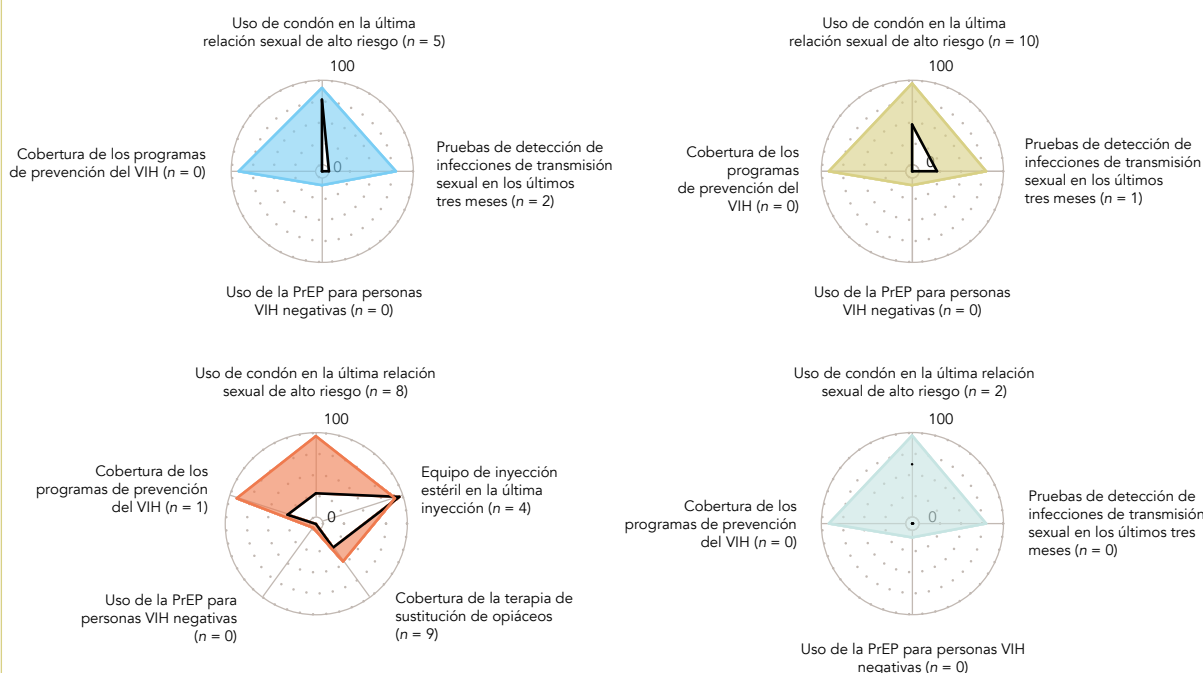 Uso de condón en la última
relación sexual de alto riesgo (n = 5)
100
Cobertura de los programas
de prevención del VIH (n = 0)
0
Pruebas de detección de
infecciones de transmisión
sexual en los últimos
tres meses (n = 2)
Uso de la PrEP para personas
VIH negativas (n = 0)
Uso de condón en la última
relación sexual de alto riesgo (n = 10)
100
Cobertura de los
programas
de prevención del
VIH (n = 0)
0
Pruebas de detección de
infecciones de transmisión
sexual en los últimos
tres meses (n = 1)
Uso de la PrEP para personas
VIH negativas (n = 0)
Uso de condón en la última relación
sexual de alto riesgo (n = 8)
100
Cobertura de los
programas de prevención
del VIH (n = 1)
0
Equipo de inyección
estéril en la última
inyección (n = 4)
Uso de la PrEP para
personas VIH negativas
(n = 0)
Cobertura de la terapia de
sustitución de opiáceos
(n = 9)
Uso de condón en la última relación
sexual de alto riesgo (n = 2)
100
Cobertura de los
programas de prevención
del VIH (n = 0)
0
Pruebas de detección de
infecciones de transmisión
sexual en los últimos tres
meses (n = 0)
Uso de la PrEP para personas VIH
negativas (n = 0)